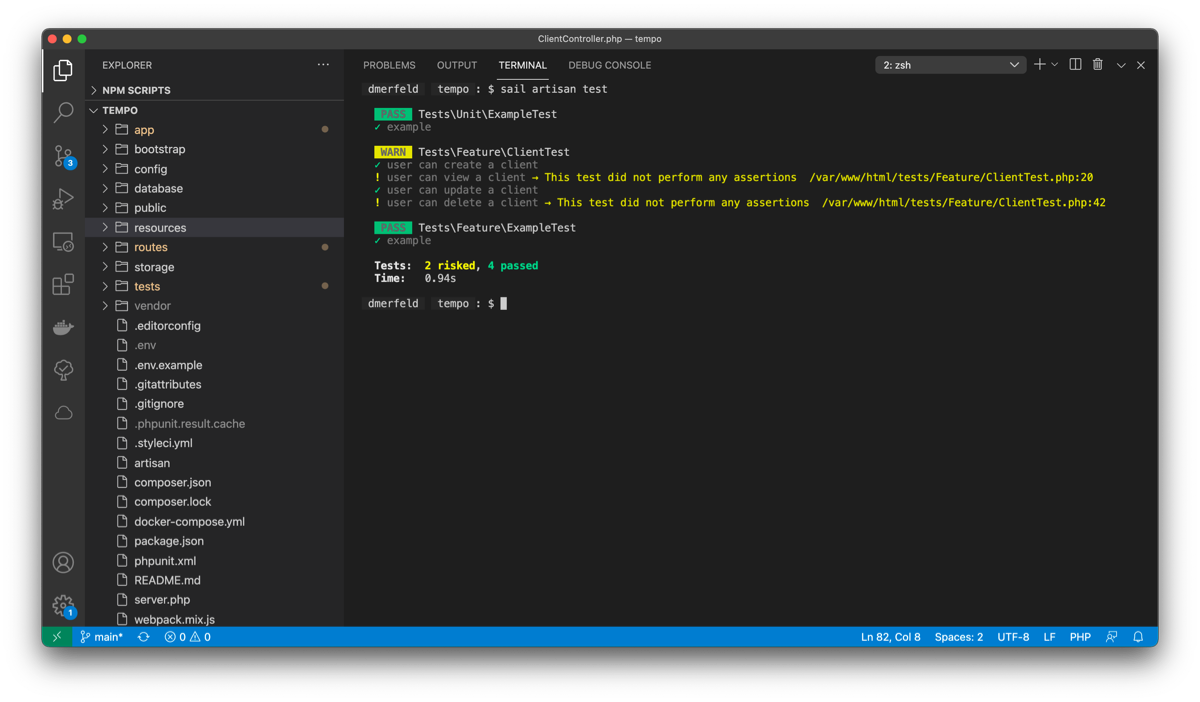 ClientController.php — tempo
EXPLORER
NPM SCRIPTS
TEMPO
app
bootstrap
config
database
public
resources
routes
storage
tests
vendor
.editorconfig
.env
.env.example
.gitattributes
.gitignore
.phpunit.result.cache
.styleci.yml
artisan
composer.json
composer.lock
docker-compose.yml
package.json
phpunit.xml
README.md
server.php
webpack.mix.js
3
1
PROBLEMS OUTPUT TERMINAL DEBUG CONSOLE 2: zsh
dmerfeld tempo : $ sail artisan test
PASS Tests\Unit\ExampleTest
✓ example
WARN Tests\Feature\ClientTest
✓ user can create a client
! user can view a client → This test did not perform any assertions /var/www/html/tests/Feature/ClientTest.php:20
✓ user can update a client
! user can delete a client → This test did not perform any assertions /var/www/html/tests/Feature/ClientTest.php:42
PASS Tests\Feature\ExampleTest
✓ example
Tests: 2 risked, 4 passed
Time: 0.94s
dmerfeld tempo : $
main* 0 0 Ln 82, Col 8 Spaces: 2 UTF-8 LF PHP